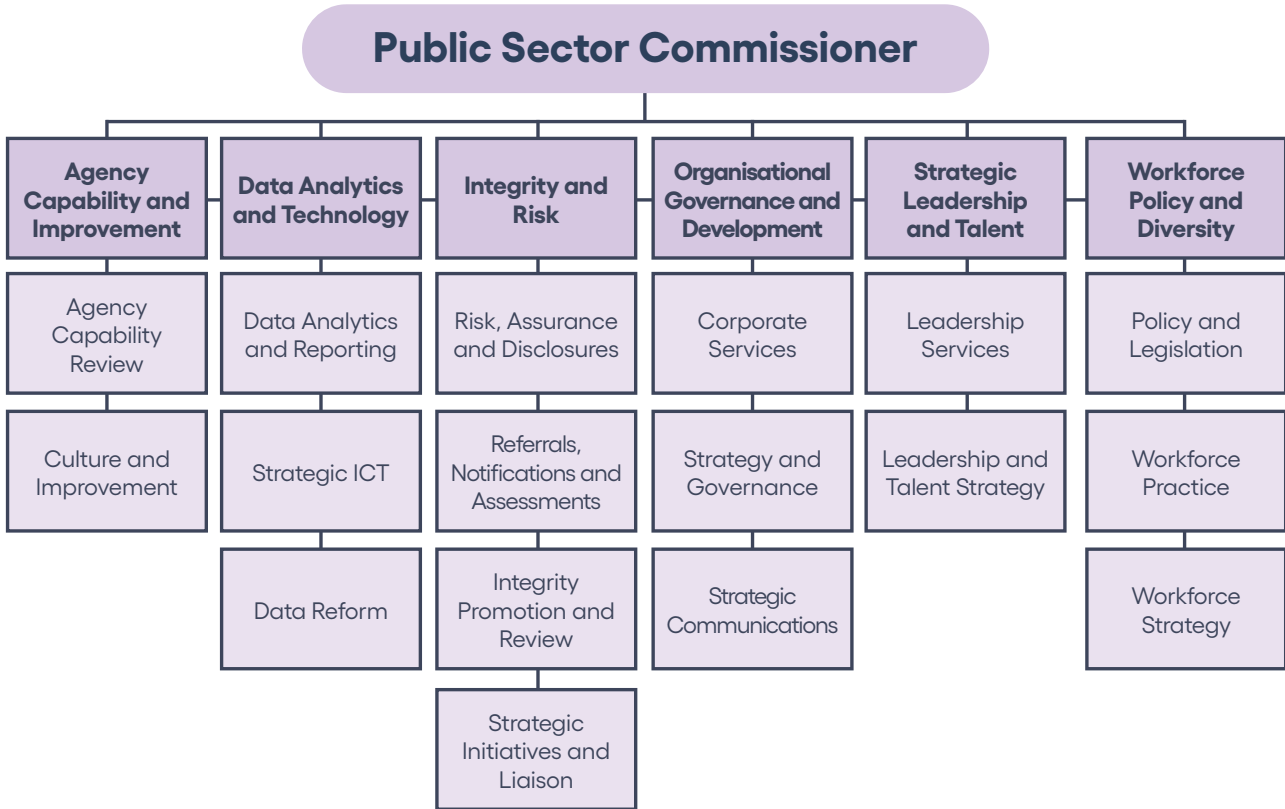 Public Sector Commissioner
Agency
Capability and
Improvement
Agency
Capability
Review
Culture and
Improvement
Data Analytics
and Technology
Data Analytics
and Reporting
Strategic ICT
Data Reform
Integrity and
Risk
Risk, Assurance
and Disclosures
Referrals,
Notifications and
Assessments
Integrity
Promotion and
Review
Strategic
Initiatives and
Liaison
Organisational
Governance and
Development
Corporate
Services
Strategy and
Governance
Strategic
Communications
Strategic
Leadership
and Talent
Leadership
Services
Leadership and
Talent Strategy
Workforce
Policy and
Diversity
Policy and
Legislation
Workforce
Practice
Workforce
Strategy